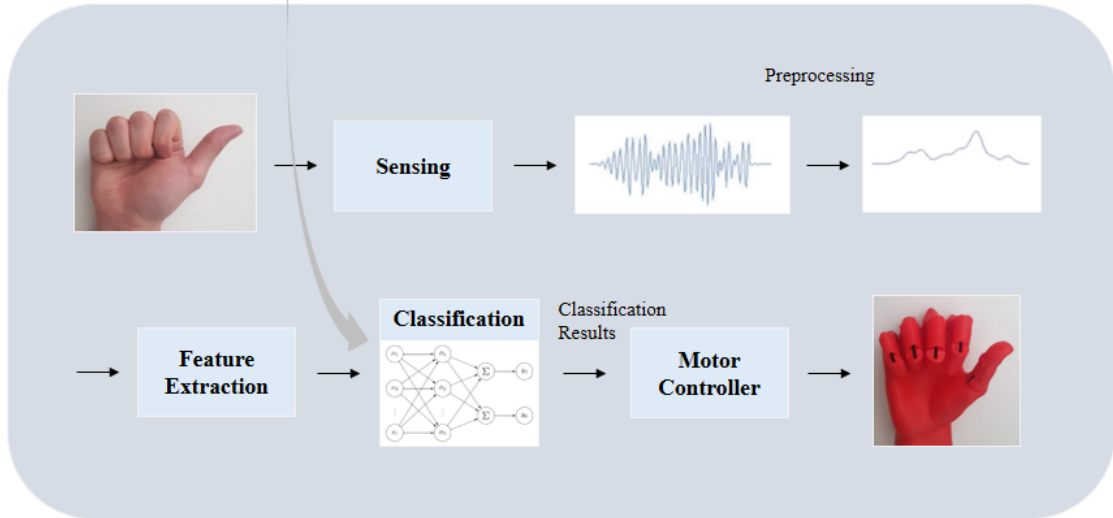 Preprocessing
Sensing
Classification
Classification
Results
Feature
Extraction
Motor
Controller
Σ
Σ